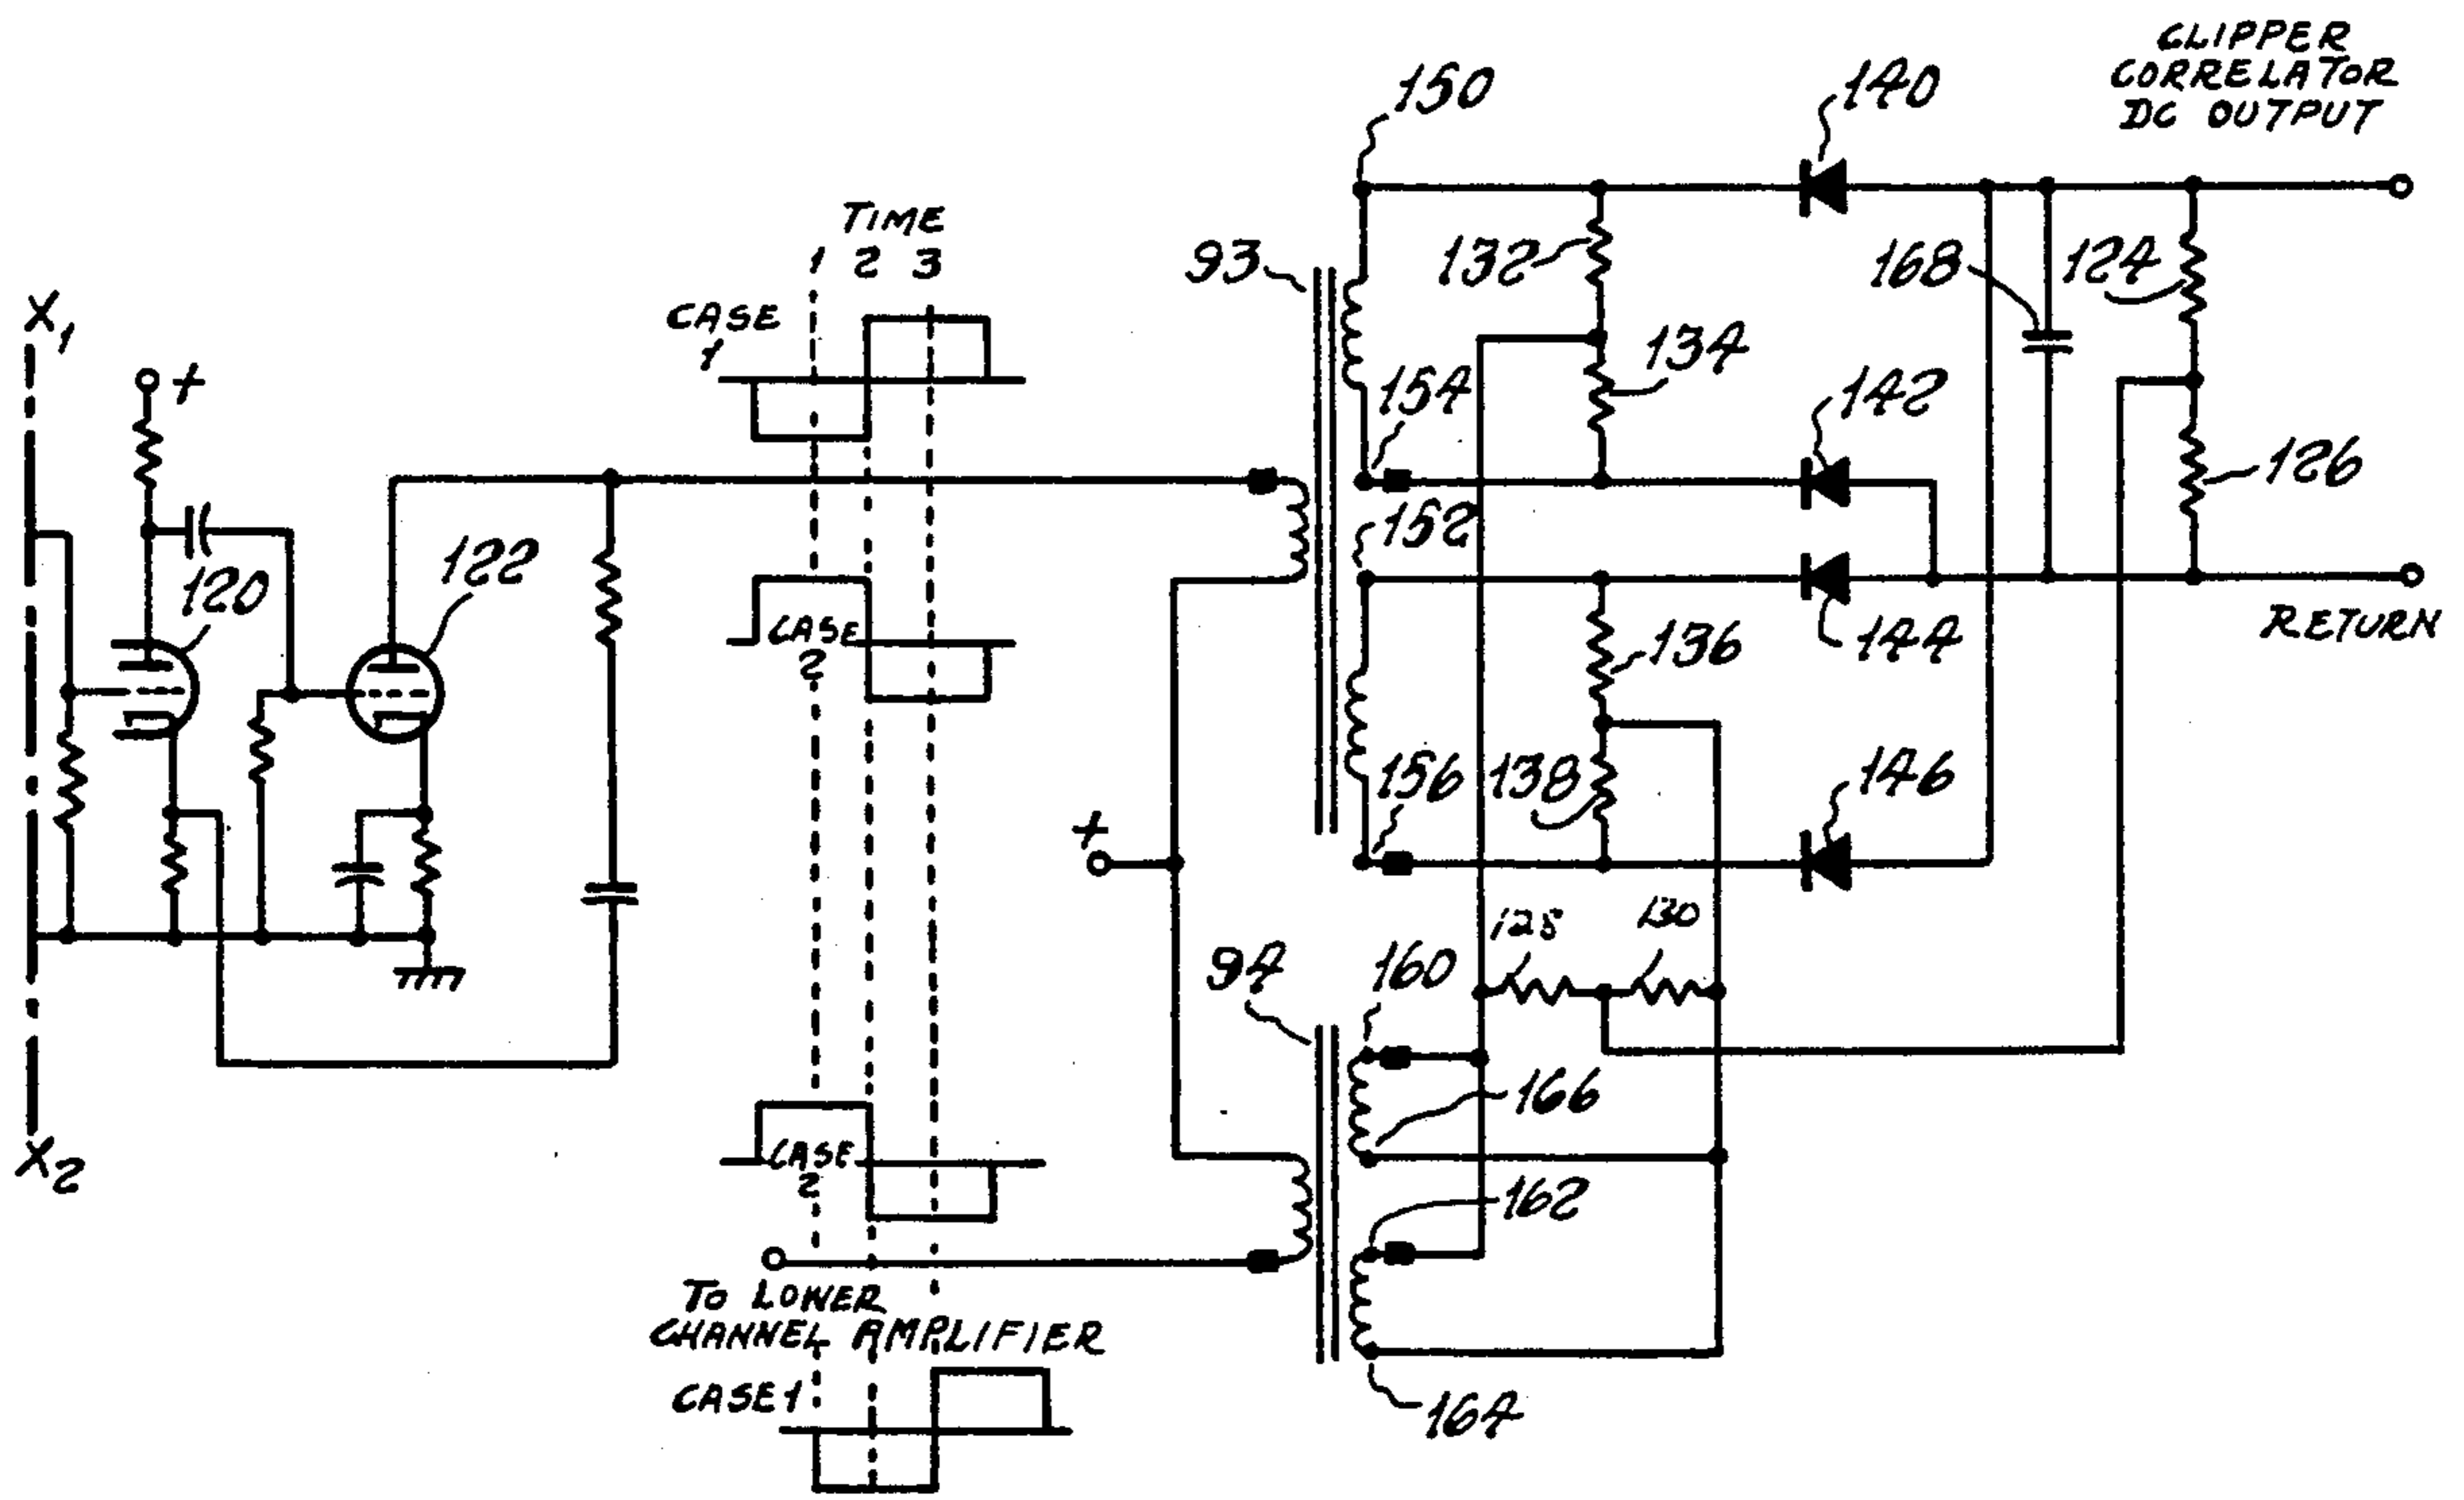 CLIPPER
CORRELATOR
DC OUTPUT
150
140
TIME
1 2 3
93
132
168
124
X1
CASE
1
134
+
154
142
126
152
122
120
CASE
2
136
144
RETURN
156
138
146
+
128
130
94
160
166
CASE
2
X2
162
TO LOWER
CHANNEL AMPLIFIER
CASE 1
164